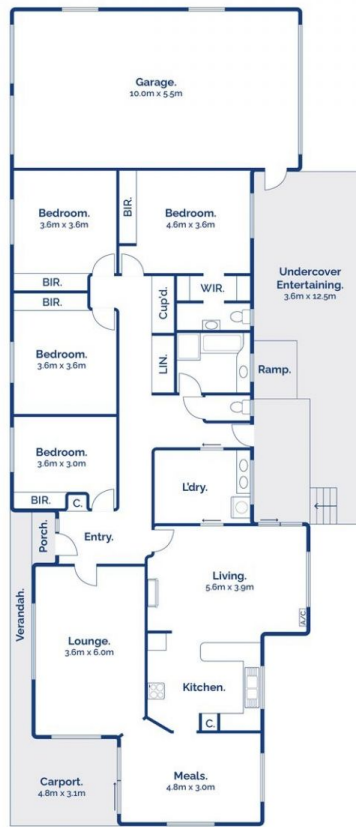 Garage.
10.0m x 5.5m
Bedroom.
3.6m x 3.6m
BIR.
BIR.
Bedroom.
4.6m x 3.6m
Undercover
Entertaining.
3.6m x 12.5m
WIR.
Cup'd.
BIR.
Bedroom.
3.6m x 3.6m
LIN.
Ramp.
Bedroom.
3.6m x 3.0m
BIR.
C.
L'dry.
Porch.
Entry.
Verandah.
Living.
5.6m x 3.9m
A/C
Lounge.
3.6m x 6.0m
Kitchen.
C.
Carport.
4.8m x 3.1m
Meals.
4.8m x 3.0m